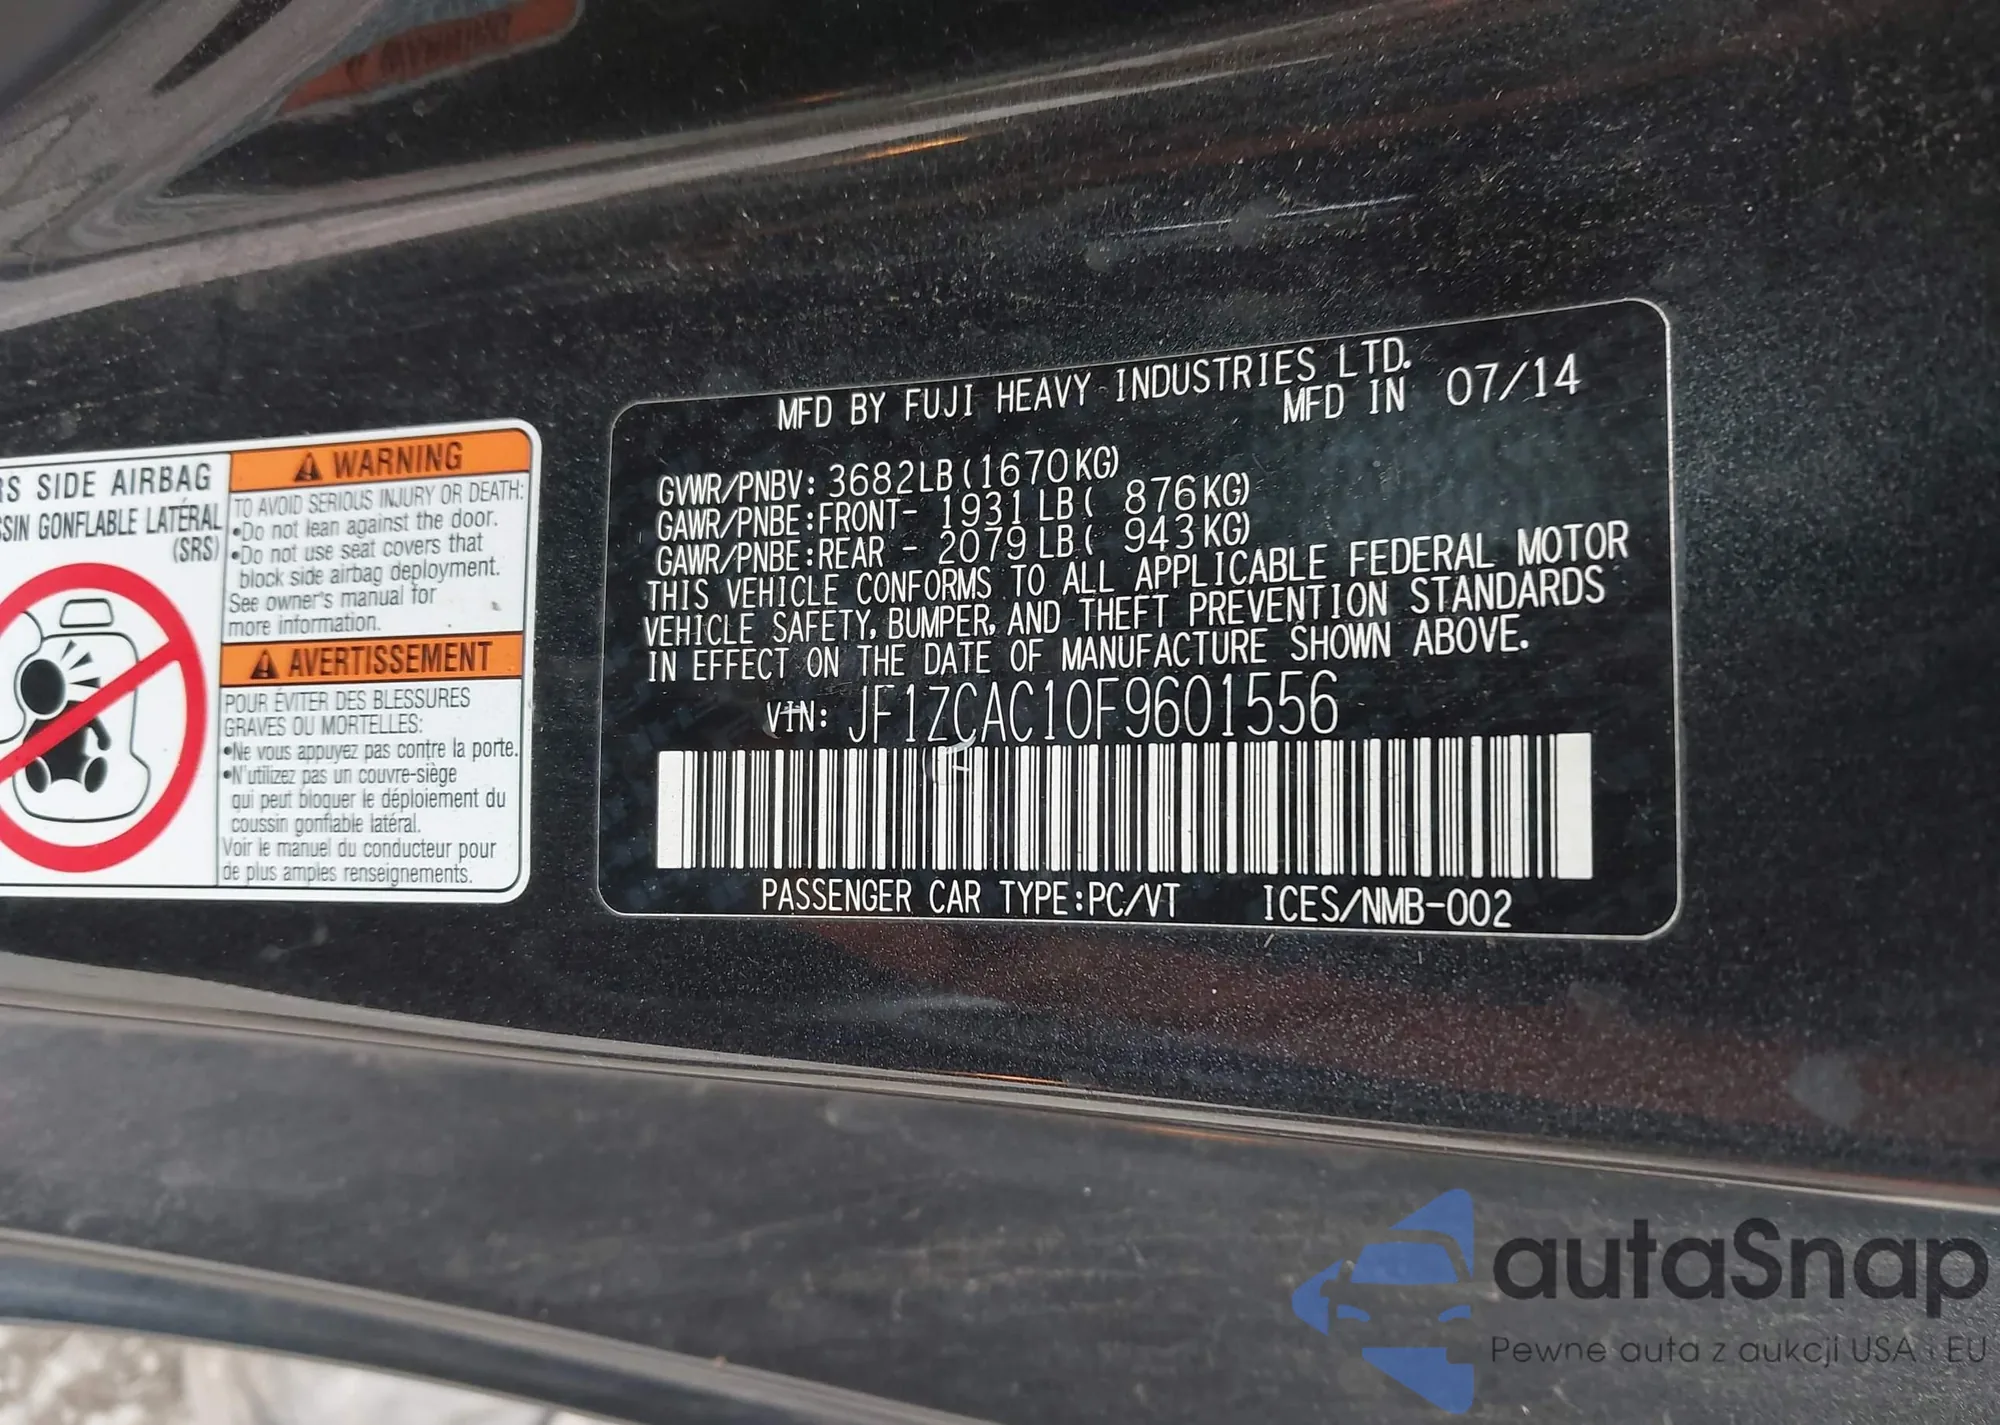 RS SIDE AIRBAG
SSIN GONFLABLE LATÉRAL
(SRS)
WARNING
TO AVOID SERIOUS INJURY OR DEATH:
•Do not lean against the door.
•Do not use seat covers that
block side airbag deployment.
See owner's manual for
more information.
AVERTISSEMENT
POUR ÉVITER DES BLESSURES
GRAVES OU MORTELLES:
•Ne vous appuyez pas contre la porte.
•N'utilizez pas un couvre-siège
qui peut bloquer le déploiement du
coussin gonflable latéral.
Voir le manuel du conducteur pour
de plus amples renseignements.
MFD BY FUJI HEAVY INDUSTRIES LTD.
MFD IN 07/14
GVWR/PNBV: 3682LB(1670KG)
GAWR/PNBE:FRONT- 1931LB( 876KG)
GAWR/PNBE:REAR - 2079LB( 943KG)
THIS VEHICLE CONFORMS TO ALL APPLICABLE FEDERAL MOTOR
VEHICLE SAFETY, BUMPER, AND THEFT PREVENTION STANDARDS
IN EFFECT ON THE DATE OF MANUFACTURE SHOWN ABOVE.
VIN: JF1ZCAC10F9601556
PASSENGER CAR TYPE:PC/VT ICES/NMB-002
autaSnap
Pewne auta z aukcji USA i EU